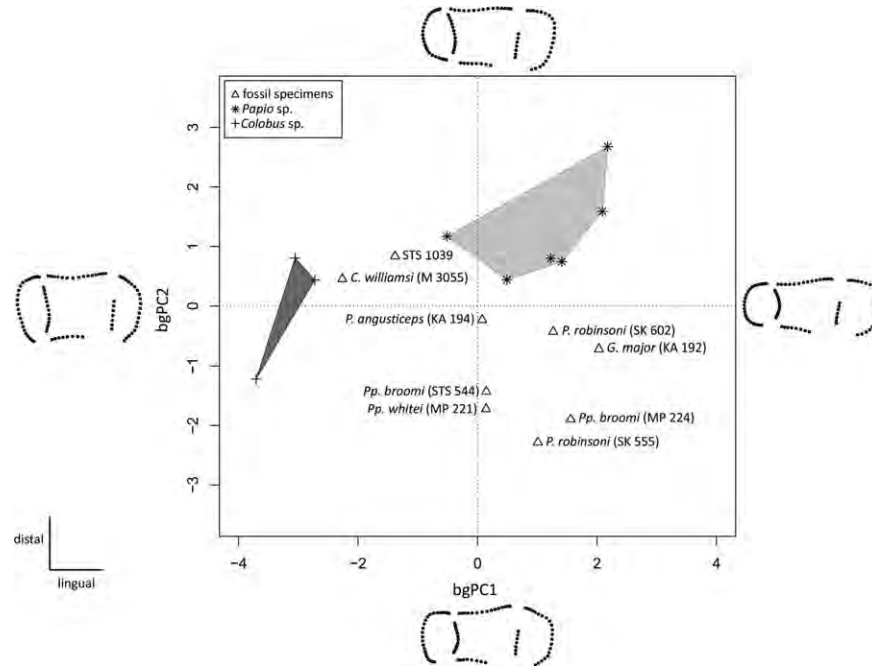 △ fossil specimens
* Papio sp.
+ Colobus sp.
3
2
1
0
−1
−2
−3
bgPC2
STS 1039
C. williamsi (M 3055)
P. angusticeps (KA 194)
P. robinsoni (SK 602)
G. major (KA 192)
Pp. broomi (STS 544)
Pp. whitei (MP 221)
Pp. broomi (MP 224)
P. robinsoni (SK 555)
−4
−2
0
2
4
bgPC1
distal
lingual